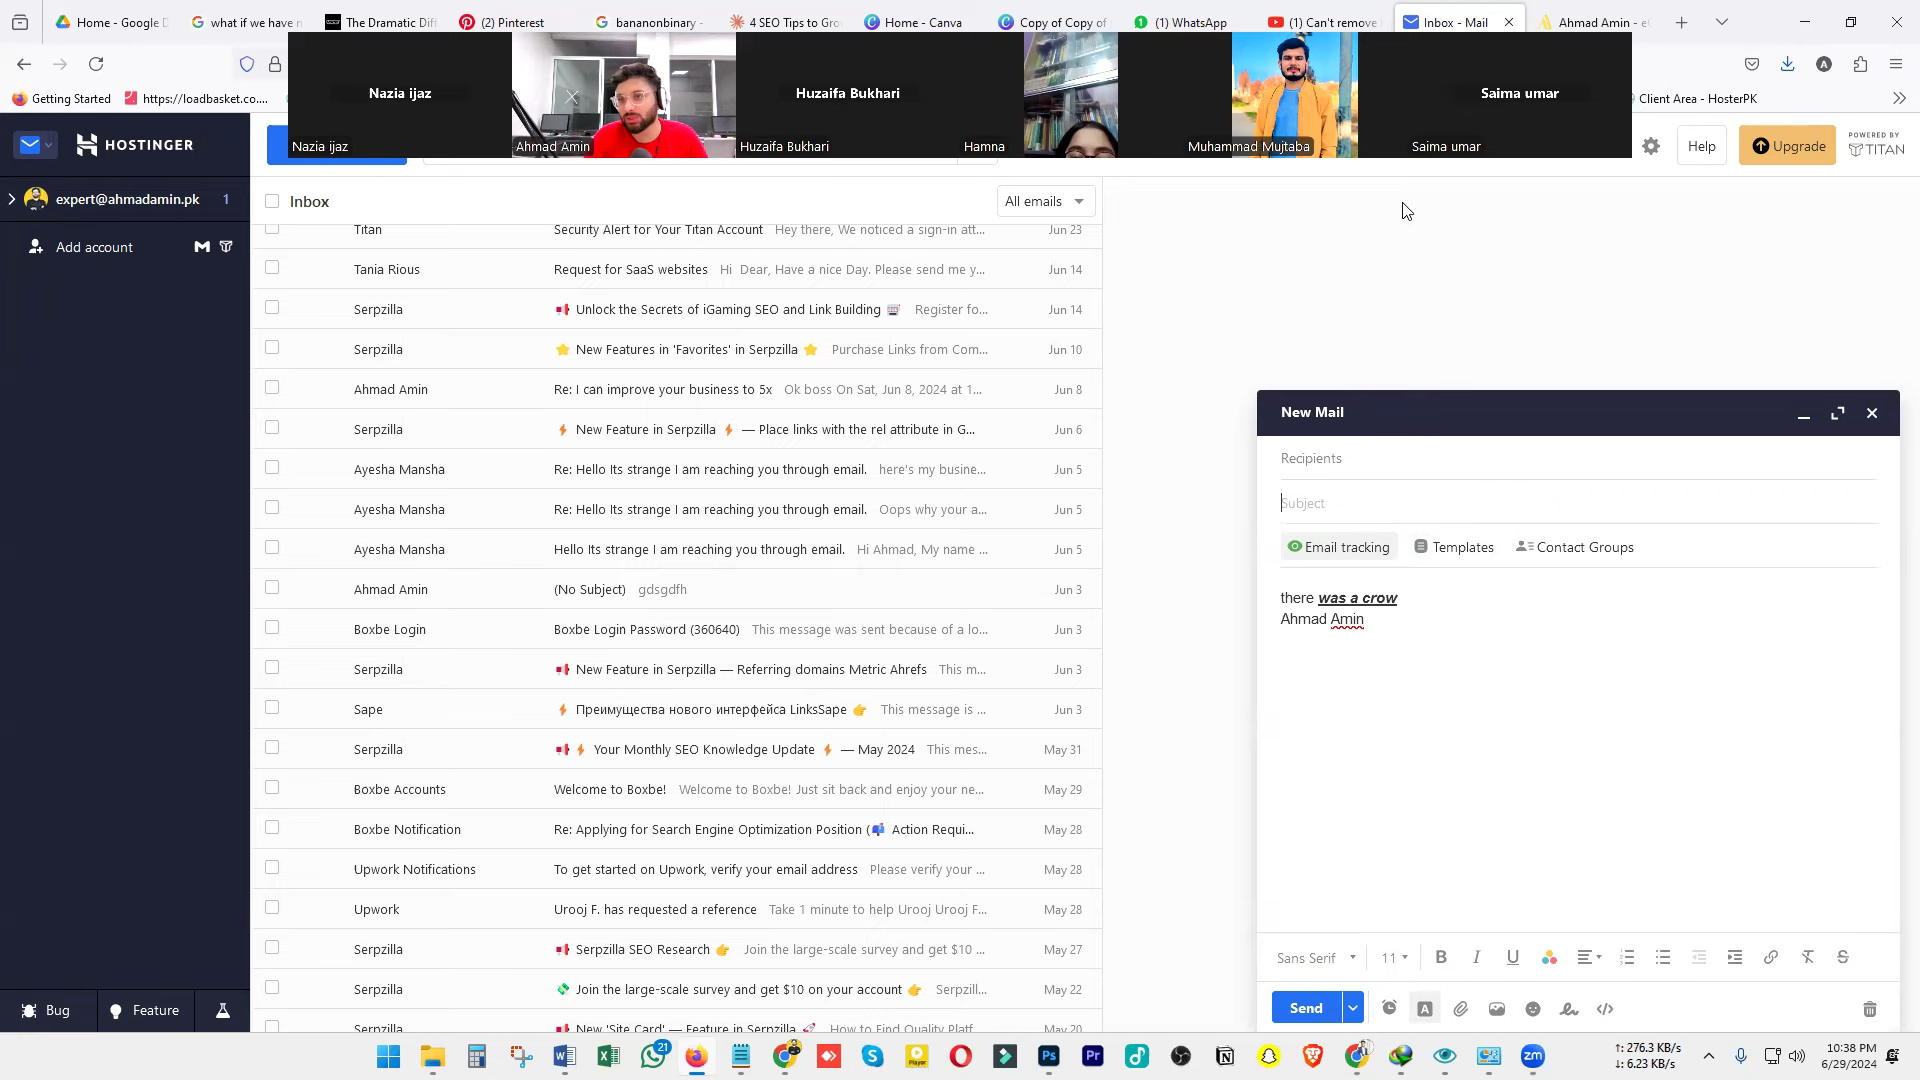 Home - Google D
what if we have n
The Dramatic Diff
(2) Pinterest
bananonbinary -
4 SEO Tips to Gro
Home - Canva
Copy of Copy of
(1) WhatsApp
(1) Can't remove
Inbox - Mail
Ahmad Amin - e
Getting Started
https://loadbasket.co....
Client Area - HosterPK
Nazia ijaz
Huzaifa Bukhari
Saima umar
Nazia ijaz
Ahmad Amin
Huzaifa Bukhari
Hamna
Muhammad Mujtaba
Saima umar
HOSTINGER
Help
Upgrade
POWERED BY
TITAN
expert@ahmadamin.pk 1
Add account
Inbox
All emails
Titan Security Alert for Your Titan Account Hey there, We noticed a sign-in att... Jun 23
Tania Rious Request for SaaS websites Hi Dear, Have a nice Day. Please send me y... Jun 14
Serpzilla Unlock the Secrets of iGaming SEO and Link Building Register fo... Jun 14
Serpzilla New Features in 'Favorites' in Serpzilla Purchase Links from Com... Jun 10
Ahmad Amin Re: I can improve your business to 5x Ok boss On Sat, Jun 8, 2024 at 1... Jun 8
Serpzilla New Feature in Serpzilla — Place links with the rel attribute in G... Jun 6
Ayesha Mansha Re: Hello Its strange I am reaching you through email. here's my busine... Jun 5
Ayesha Mansha Re: Hello Its strange I am reaching you through email. Oops why your a... Jun 5
Ayesha Mansha Hello Its strange I am reaching you through email. Hi Ahmad, My name ... Jun 5
Ahmad Amin (No Subject) gdsgdfh Jun 3
Boxbe Login Boxbe Login Password (360640) This message was sent because of a lo... Jun 3
Serpzilla New Feature in Serpzilla — Referring domains Metric Ahrefs This m... Jun 3
Sape Преимущества нового интерфейса LinksSape This message is ... Jun 3
Serpzilla Your Monthly SEO Knowledge Update — May 2024 This mes... May 31
Boxbe Accounts Welcome to Boxbe! Welcome to Boxbe! Just sit back and enjoy your ne... May 29
Boxbe Notification Re: Applying for Search Engine Optimization Position ( Action Requi... May 28
Upwork Notifications To get started on Upwork, verify your email address Please verify your ... May 28
Upwork Urooj F. has requested a reference Take 1 minute to help Urooj Urooj F... May 28
Serpzilla Serpzilla SEO Research Join the large-scale survey and get $10 ... May 27
Serpzilla Join the large-scale survey and get $10 on your account Serpzill... May 22
Serpzilla New 'Site Card' — Feature in Serpzilla How to Find Quality Platf... May 20
New Mail
Recipients
Subject
Email tracking
Templates
Contact Groups
there was a crow
Ahmad Amin
Sans Serif 11
Send
Bug
Feature
21
↑: 276.3 KB/s
↓: 6.23 KB/s
10:38 PM
6/29/2024